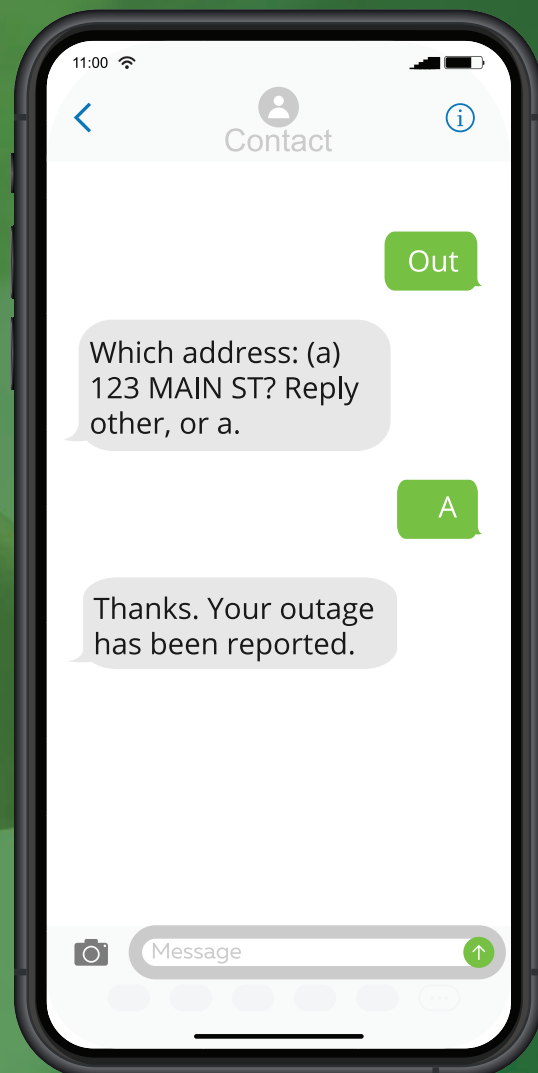 11:00
Contact
Out
Which address: (a)
123 MAIN ST? Reply
other, or a.
A
Thanks. Your outage
has been reported.
Message